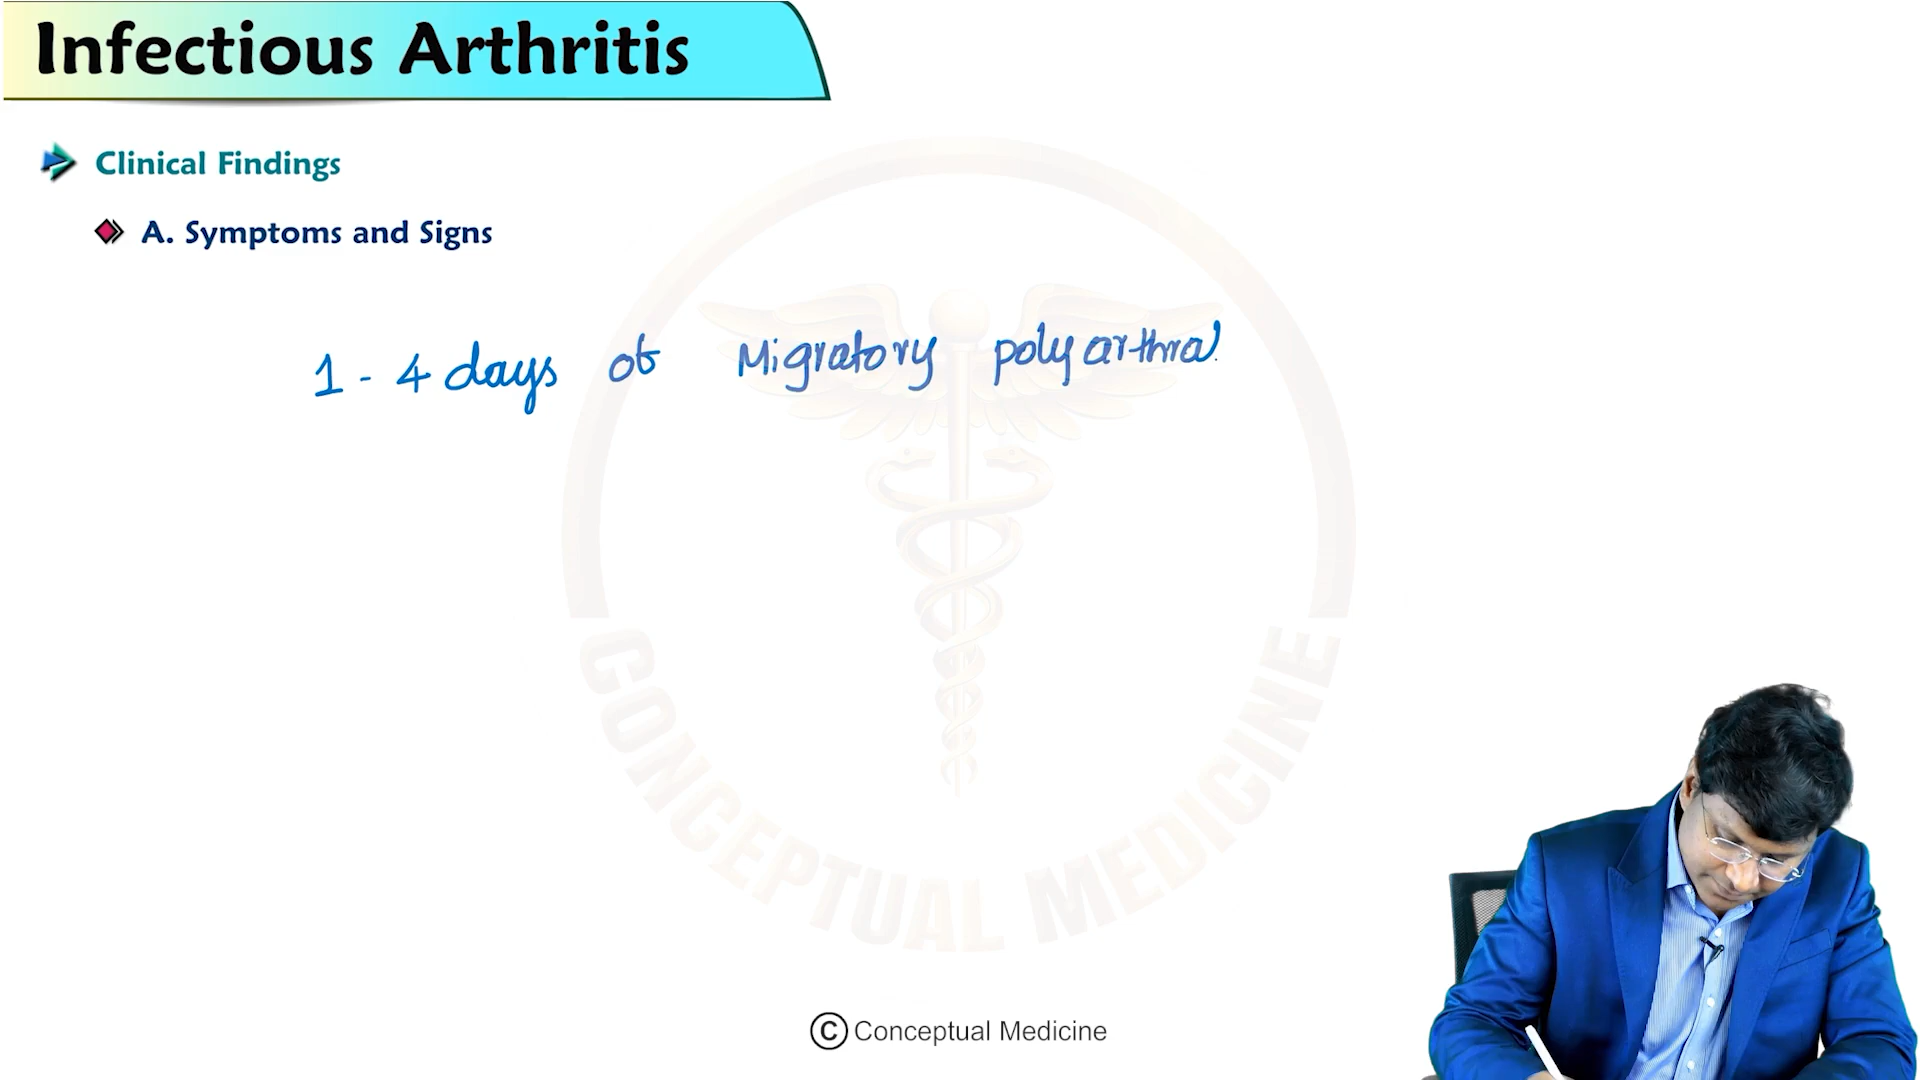 Infectious Arthritis
Clinical Findings
A. Symptoms and Signs
1 - 4 days of Migratory polyarthral
CONCEPTUAL MEDICINE
© Conceptual Medicine